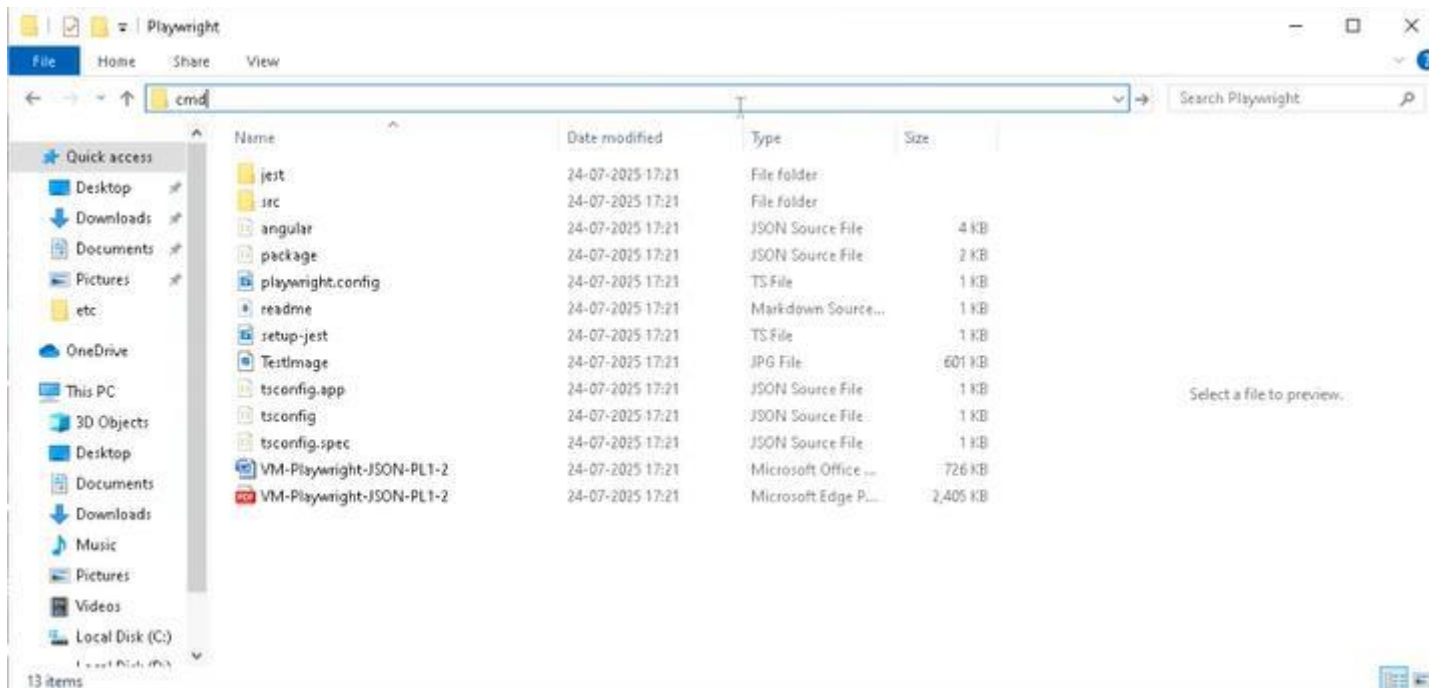 Playwright
File Home Share View
cmd
Search Playwright
Name Date modified Type Size
Quick access
Desktop
Downloads
Documents
Pictures
etc
OneDrive
This PC
3D Objects
Desktop
Documents
Downloads
Music
Pictures
Videos
Local Disk (C:)
jest 24-07-2025 17:21 File folder
src 24-07-2025 17:21 File folder
angular 24-07-2025 17:21 JSON Source File 4 KB
package 24-07-2025 17:21 JSON Source File 2 KB
playwright.config 24-07-2025 17:21 TS File 1 KB
readme 24-07-2025 17:21 Markdown Source... 1 KB
setup-jest 24-07-2025 17:21 TS File 1 KB
TestImage 24-07-2025 17:21 JPG File 601 KB
tsconfig.app 24-07-2025 17:21 JSON Source File 1 KB
tsconfig 24-07-2025 17:21 JSON Source File 1 KB
tsconfig.spec 24-07-2025 17:21 JSON Source File 1 KB
VM-Playwright-JSON-PL1-2 24-07-2025 17:21 Microsoft Office ... 726 KB
VM-Playwright-JSON-PL1-2 24-07-2025 17:21 Microsoft Edge P... 2,405 KB
Select a file to preview.
13 items